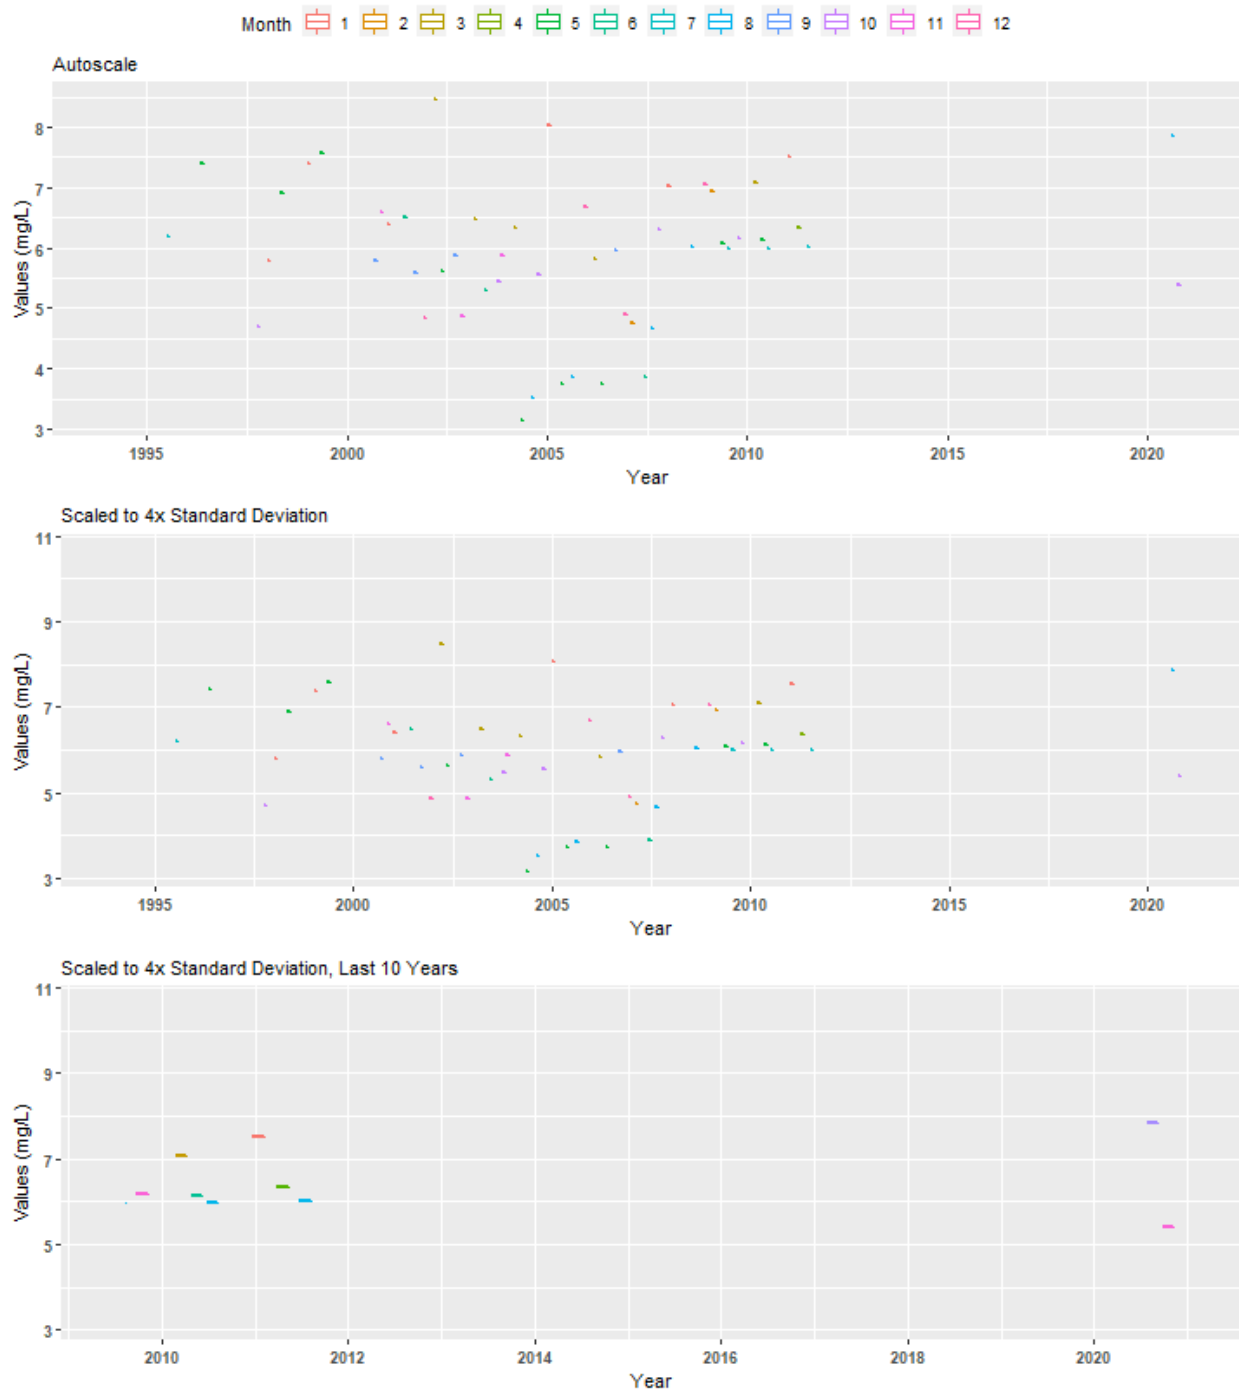 Month 1 2 3 4 5 6 7 8 9 10 11 12
Autoscale
Values (mg/L)
8
7
6
5
4
3
1995 2000 2005 2010 2015 2020
Year
Scaled to 4x Standard Deviation
Values (mg/L)
11
9
7
5
3
1995 2000 2005 2010 2015 2020
Year
Scaled to 4x Standard Deviation, Last 10 Years
Values (mg/L)
11
9
7
5
3
2010 2012 2014 2016 2018 2020
Year